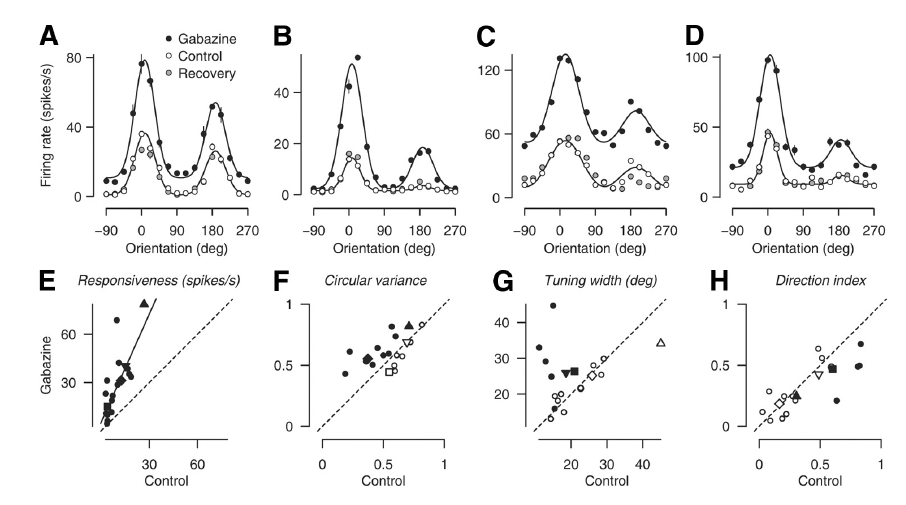 A
B
C
D
Gabazine
Control
Recovery
Firing rate (spikes/s)
80
40
0
40
20
0
120
60
0
100
50
0
−90 0 90 180 270
−90 0 90 180 270
−90 0 90 180 270
−90 0 90 180 270
Orientation (deg)
Orientation (deg)
Orientation (deg)
Orientation (deg)
E Responsiveness (spikes/s)
F Circular variance
G Tuning width (deg)
H Direction index
Gabazine
60
30
1
0.5
0
40
30
20
1
0.5
0
30 60
0 0.5 1
20 30 40
0 0.5 1
Control
Control
Control
Control